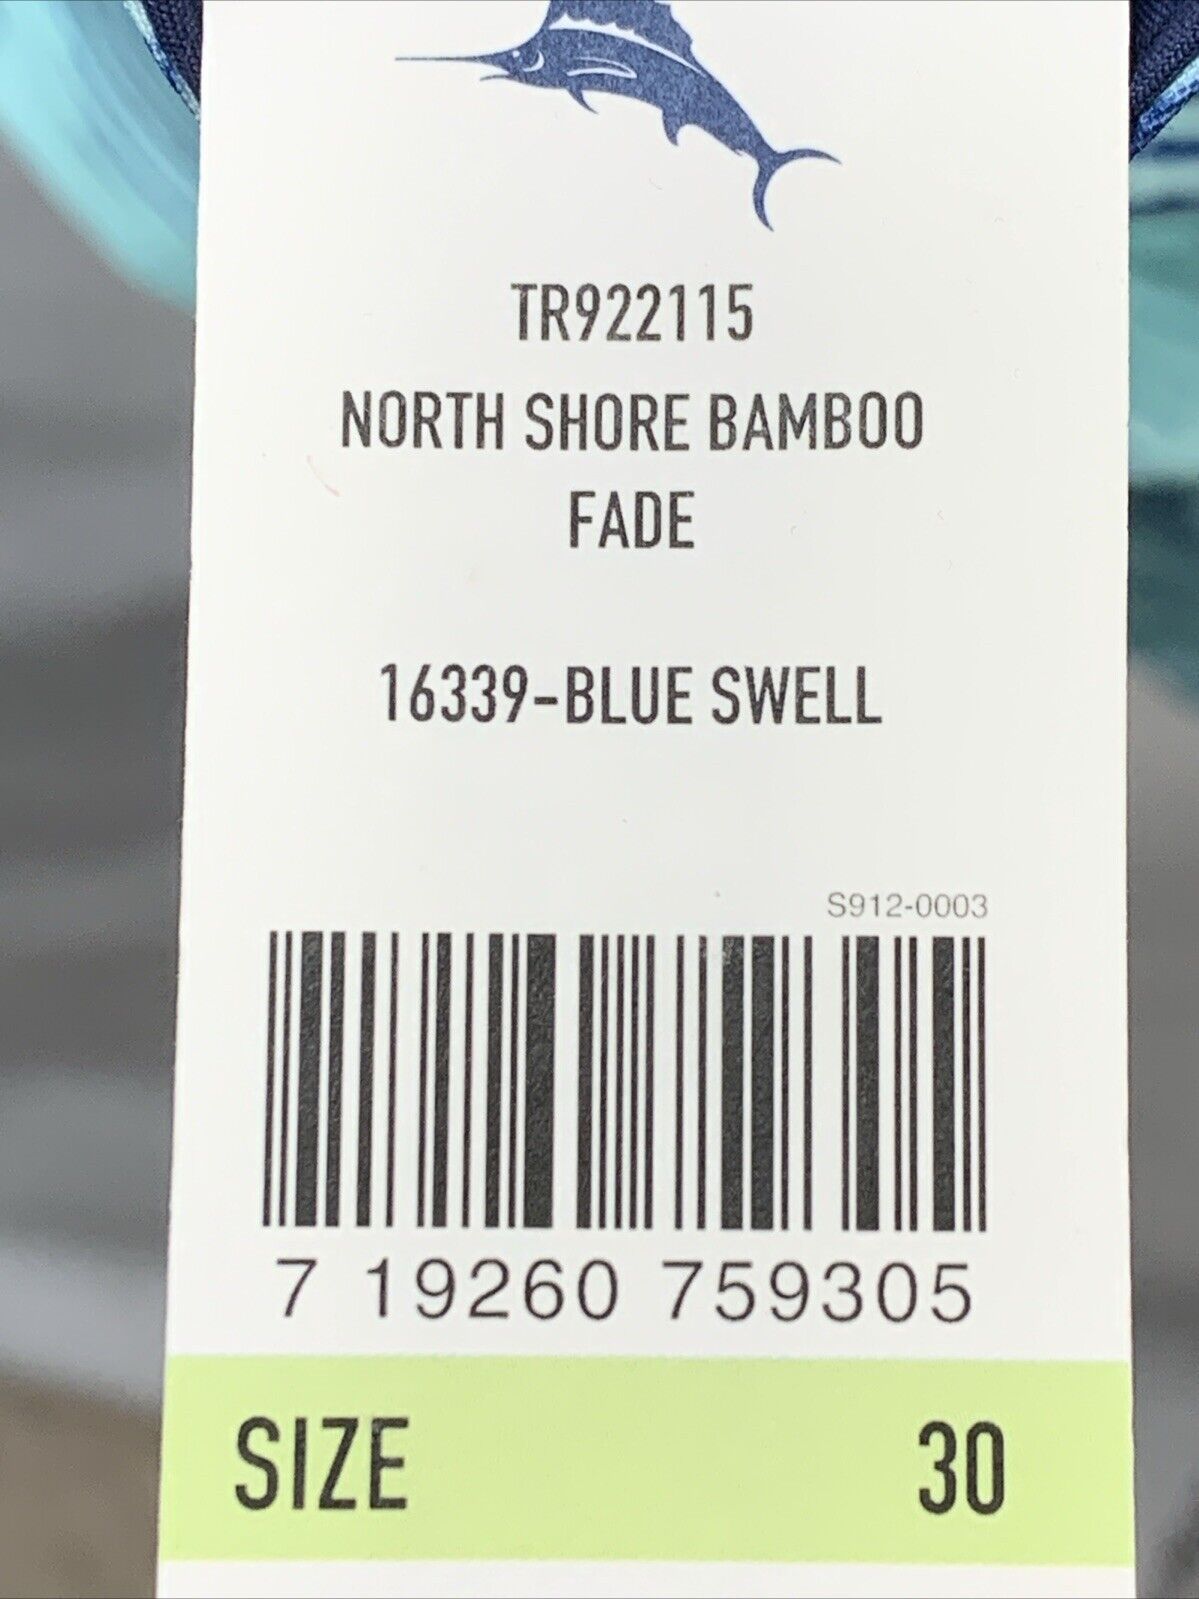 TR922115
NORTH SHORE BAMBOO
FADE
16339-BLUE SWELL
S912-0003
7 19260 759305
SIZE 30